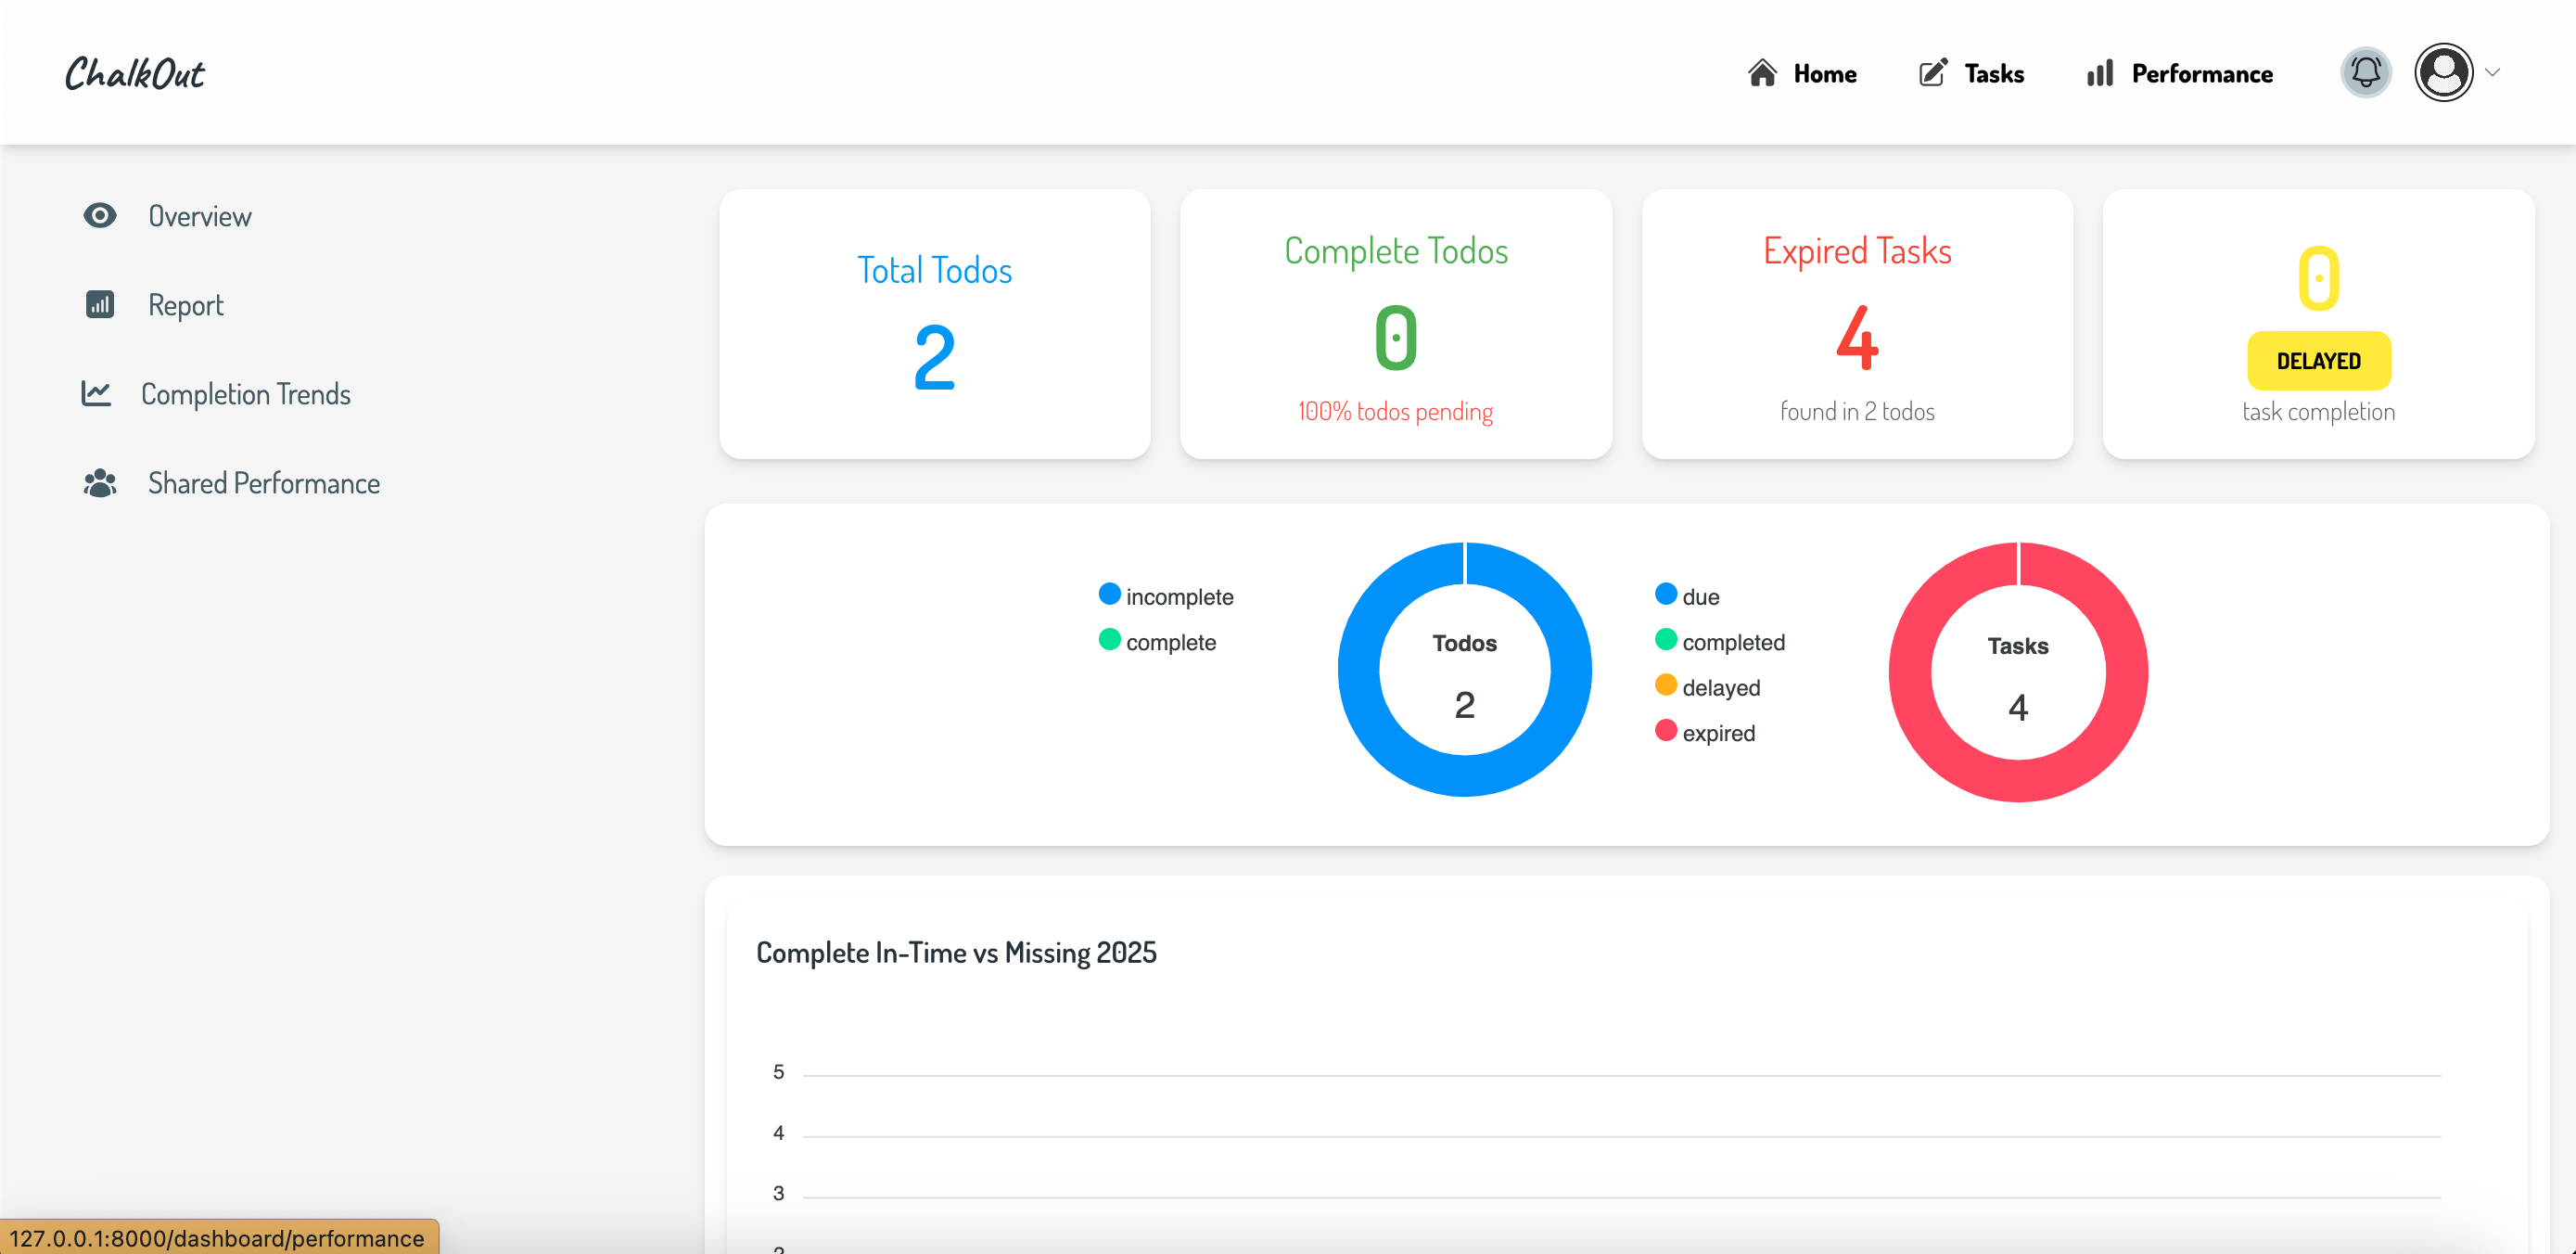 ChalkOut
Home
Tasks
Performance
Overview
Report
Completion Trends
Shared Performance
Total Todos
2
Complete Todos
0
100% todos pending
Expired Tasks
4
found in 2 todos
0
DELAYED
task completion
incomplete
complete
Todos
2
due
completed
delayed
expired
Tasks
4
Complete In-Time vs Missing 2025
5
4
3
127.0.0.1:8000/dashboard/performance